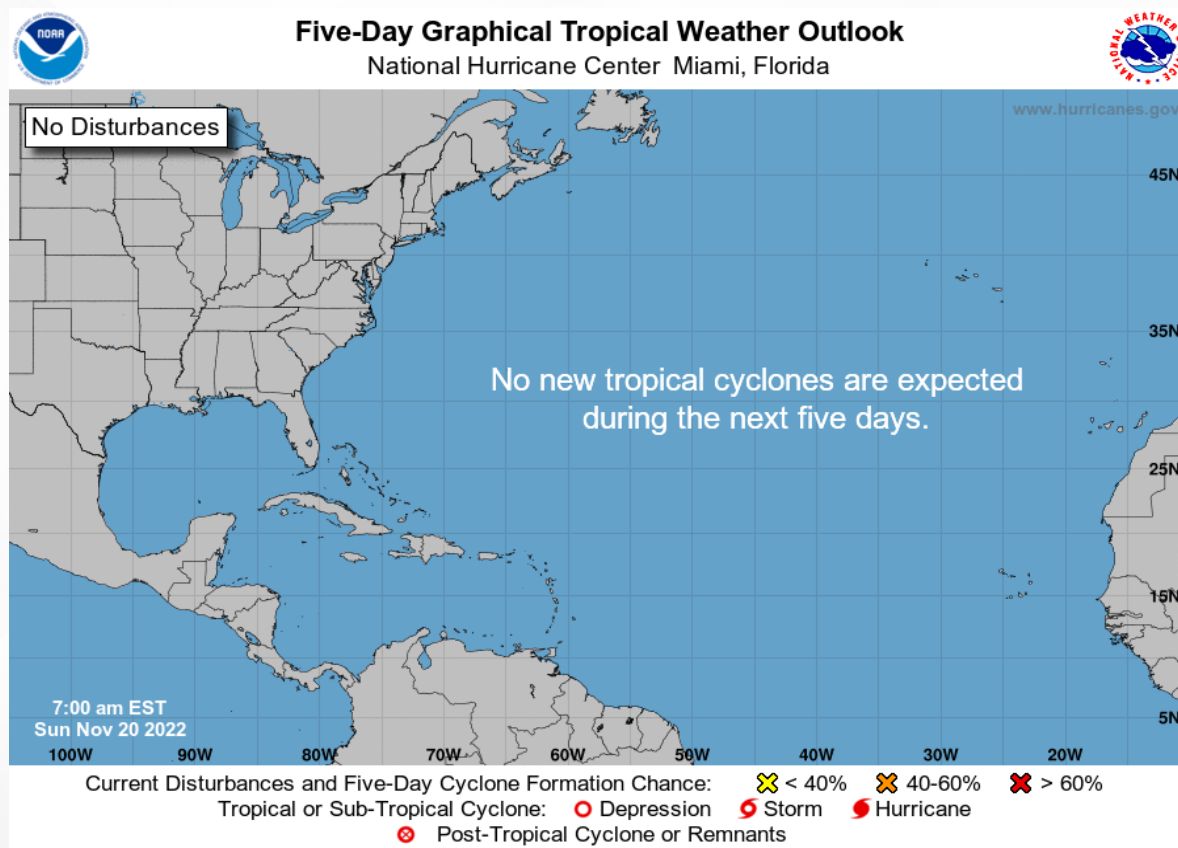 Five-Day Graphical Tropical Weather Outlook
National Hurricane Center Miami, Florida
NOAA
www.hurricanes.gov
No Disturbances
45N
35N
No new tropical cyclones are expected
during the next five days.
25N
15N
7:00 am EST
Sun Nov 20 2022
5N
100W 90W 80W 70W 60W 50W 40W 30W 20W
Current Disturbances and Five-Day Cyclone Formation Chance: < 40% 40-60% > 60%
Tropical or Sub-Tropical Cyclone: Depression Storm Hurricane
Post-Tropical Cyclone or Remnants